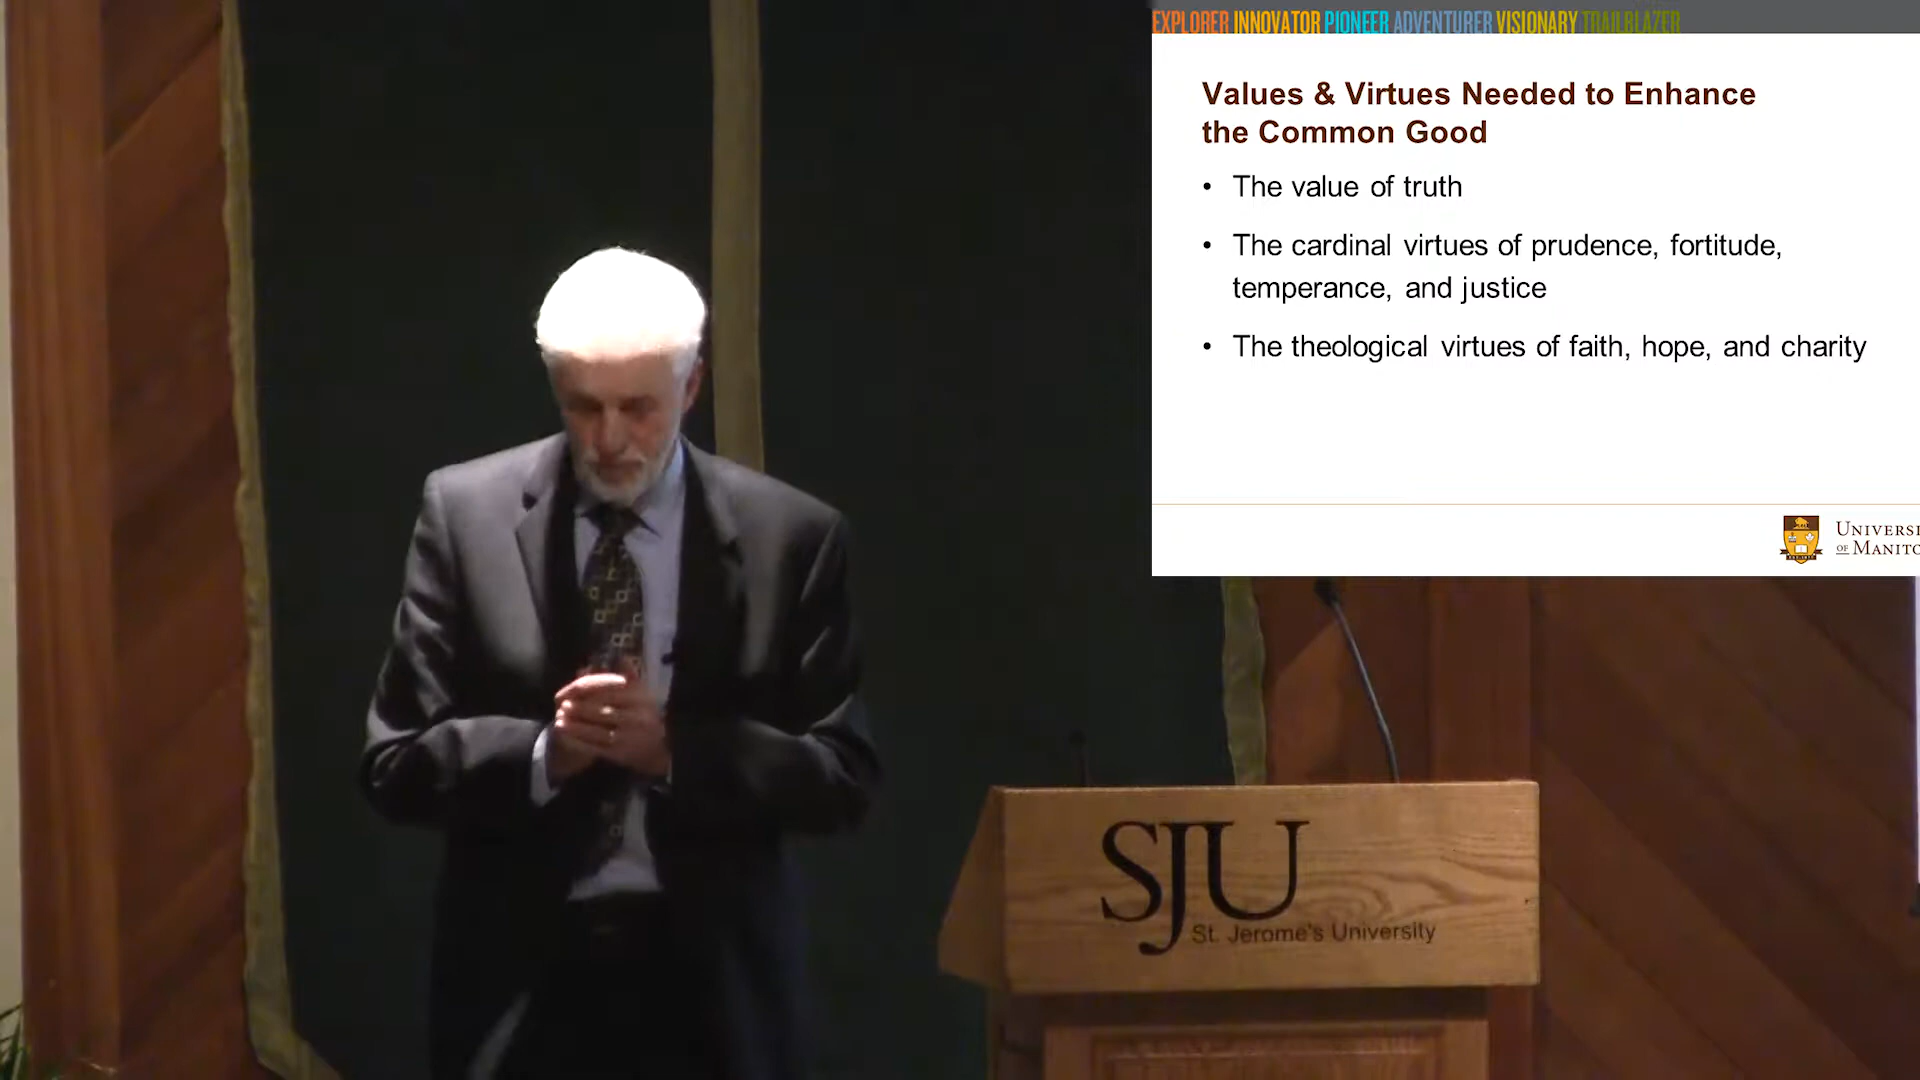 EXPLORER INNOVATOR PIONEER ADVENTURER VISIONARY TRAILBLAZER
Values & Virtues Needed to Enhance
the Common Good
• The value of truth
• The cardinal virtues of prudence, fortitude,
temperance, and justice
• The theological virtues of faith, hope, and charity
UNIVERSI
OF MANITO
SJU
St. Jerome's University